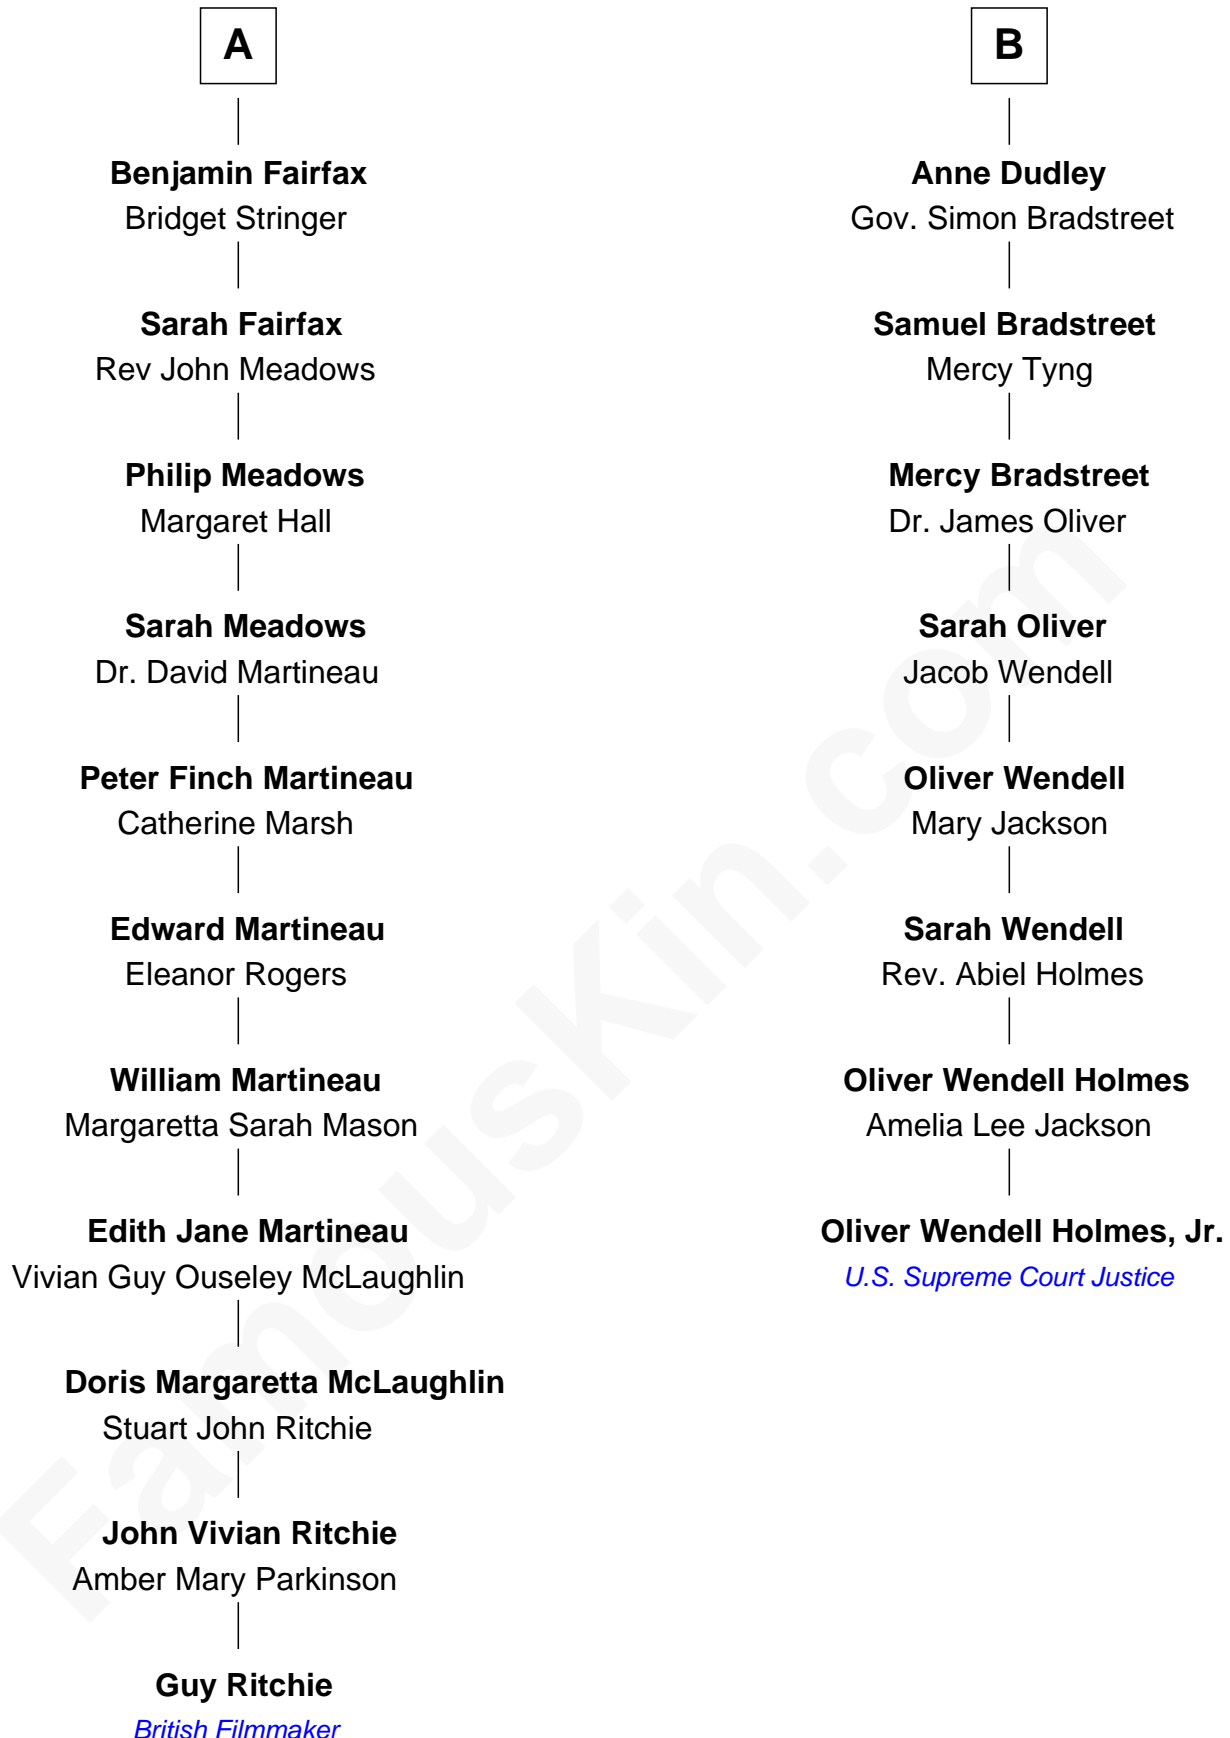 A
Benjamin Fairfax
Bridget Stringer
Sarah Fairfax
Rev John Meadows
Philip Meadows
Margaret Hall
Sarah Meadows
Dr. David Martineau
Peter Finch Martineau
Catherine Marsh
Edward Martineau
Eleanor Rogers
William Martineau
Margaretta Sarah Mason
Edith Jane Martineau
Vivian Guy Ouseley McLaughlin
Doris Margaretta McLaughlin
Stuart John Ritchie
John Vivian Ritchie
Amber Mary Parkinson
Guy Ritchie
British Filmmaker
B
Anne Dudley
Gov. Simon Bradstreet
Samuel Bradstreet
Mercy Tyng
Mercy Bradstreet
Dr. James Oliver
Sarah Oliver
Jacob Wendell
Oliver Wendell
Mary Jackson
Sarah Wendell
Rev. Abiel Holmes
Oliver Wendell Holmes
Amelia Lee Jackson
Oliver Wendell Holmes, Jr.
U.S. Supreme Court Justice
FamousKin.com